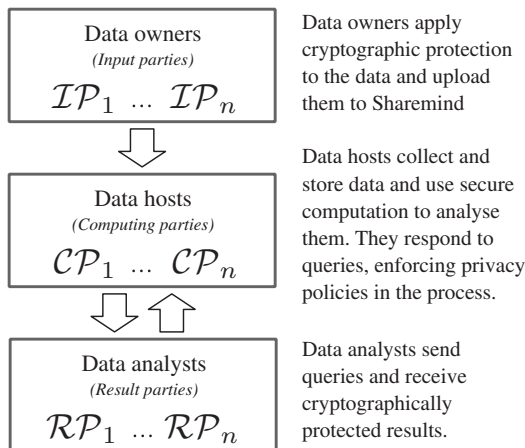 Data owners
(Input parties)
IP1 ... IPn
Data owners apply
cryptographic protection
to the data and upload
them to Sharemind
Data hosts
(Computing parties)
CP1 ... CPn
Data hosts collect and
store data and use secure
computation to analyse
them. They respond to
queries, enforcing privacy
policies in the process.
Data analysts
(Result parties)
RP1 ... RPn
Data analysts send
queries and receive
cryptographically
protected results.